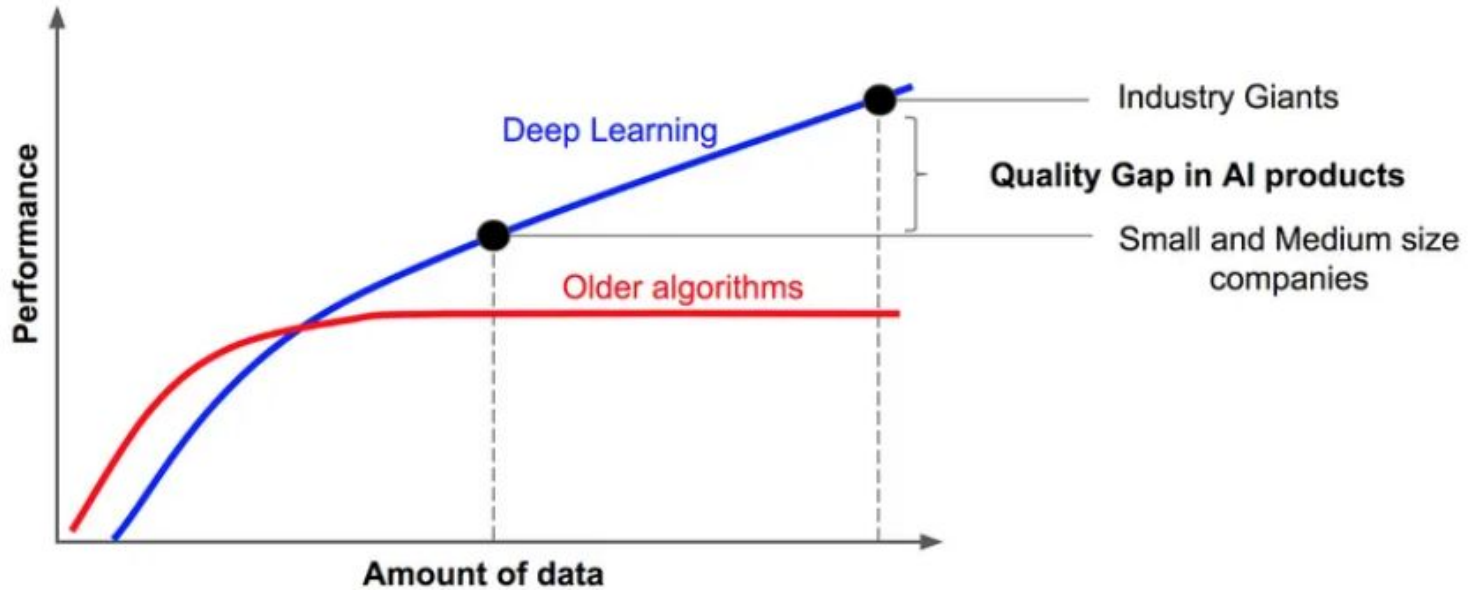 Industry Giants
Deep Learning
Quality Gap in AI products
Small and Medium size
companies
Older algorithms
Performance
Amount of data